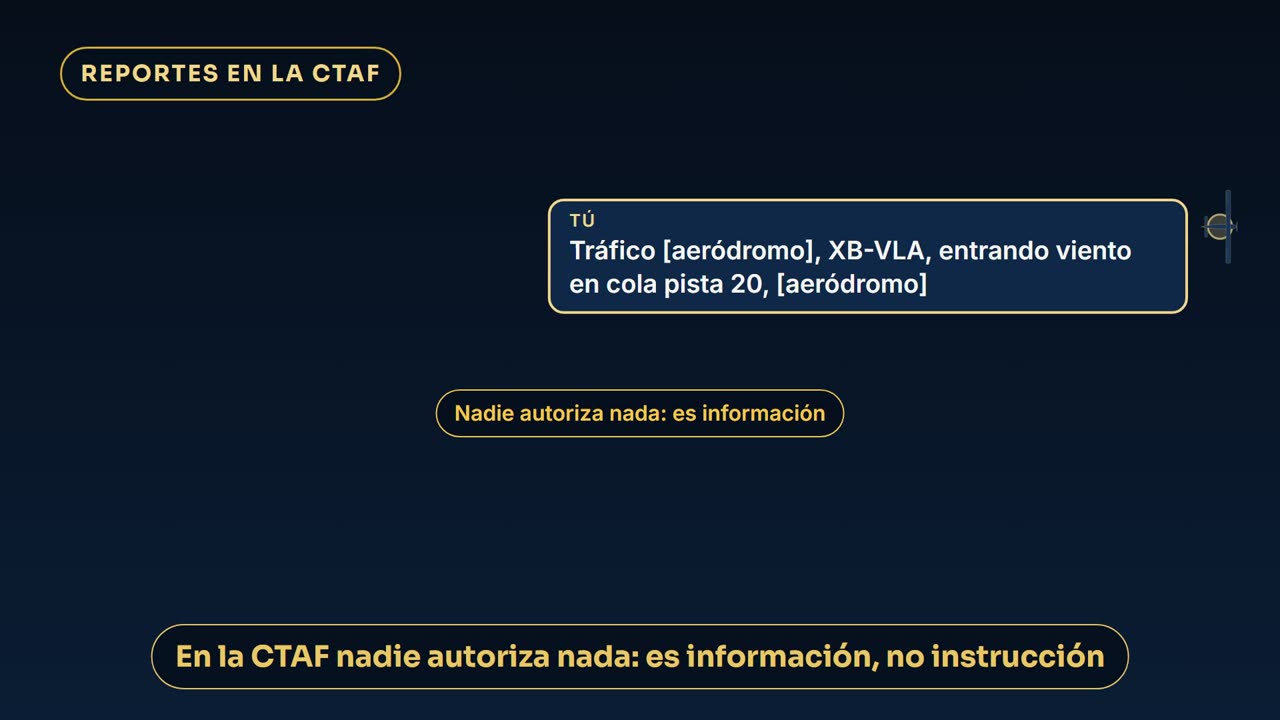 REPORTES EN LA CTAF
TÚ
Tráfico [aeródromo], XB-VLA, entrando viento
en cola pista 20, [aeródromo]
Nadie autoriza nada: es información
En la CTAF nadie autoriza nada: es información, no instrucción